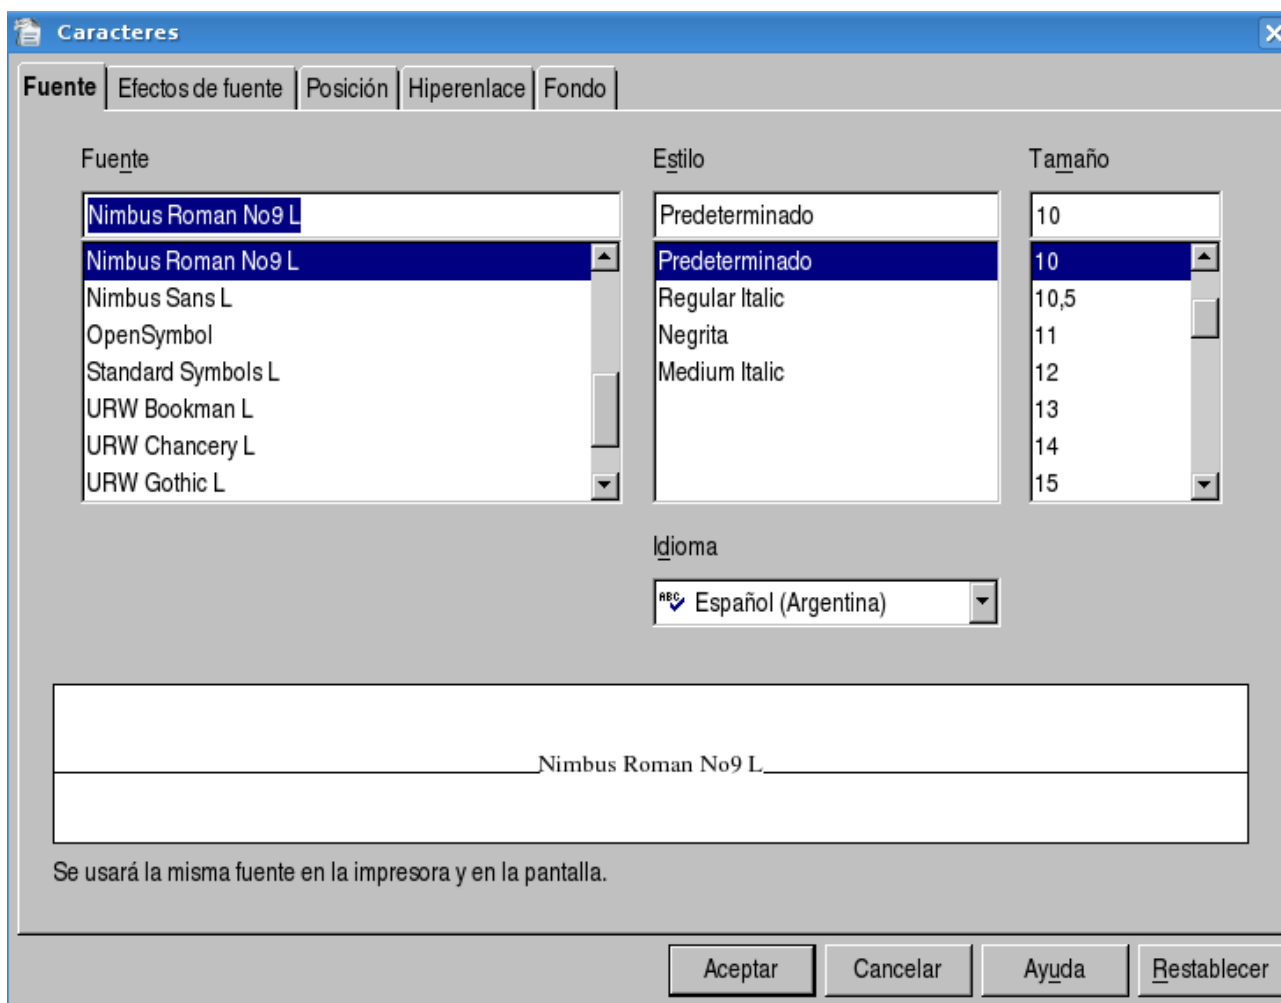 Caracteres
Fuente Efectos de fuente Posición Hiperenlace Fondo
Fuente Estilo Tamaño
Nimbus Roman No9 L Predeterminado 10
Nimbus Roman No9 L Predeterminado 10
Nimbus Sans L Regular Italic 10,5
OpenSymbol Negrita 11
Standard Symbols L Medium Italic 12
URW Bookman L 13
URW Chancery L 14
URW Gothic L 15
Idioma
ABC Español (Argentina)
Nimbus Roman No9 L
Se usará la misma fuente en la impresora y en la pantalla.
Aceptar Cancelar Ayuda Restablecer